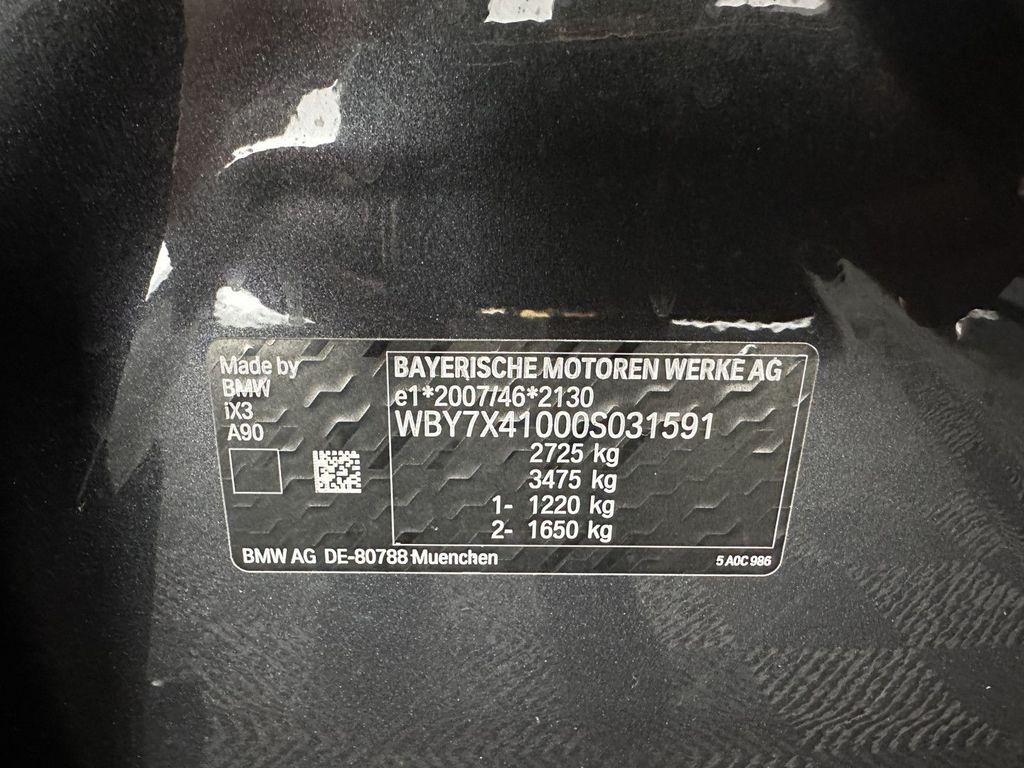 Made by
BMW
iX3
A90
BAYERISCHE MOTOREN WERKE AG
e1*2007/46*2130
WBY7X41000S031591
2725 kg
3475 kg
1- 1220 kg
2- 1650 kg
BMW AG DE-80788 Muenchen
5 A0C 986